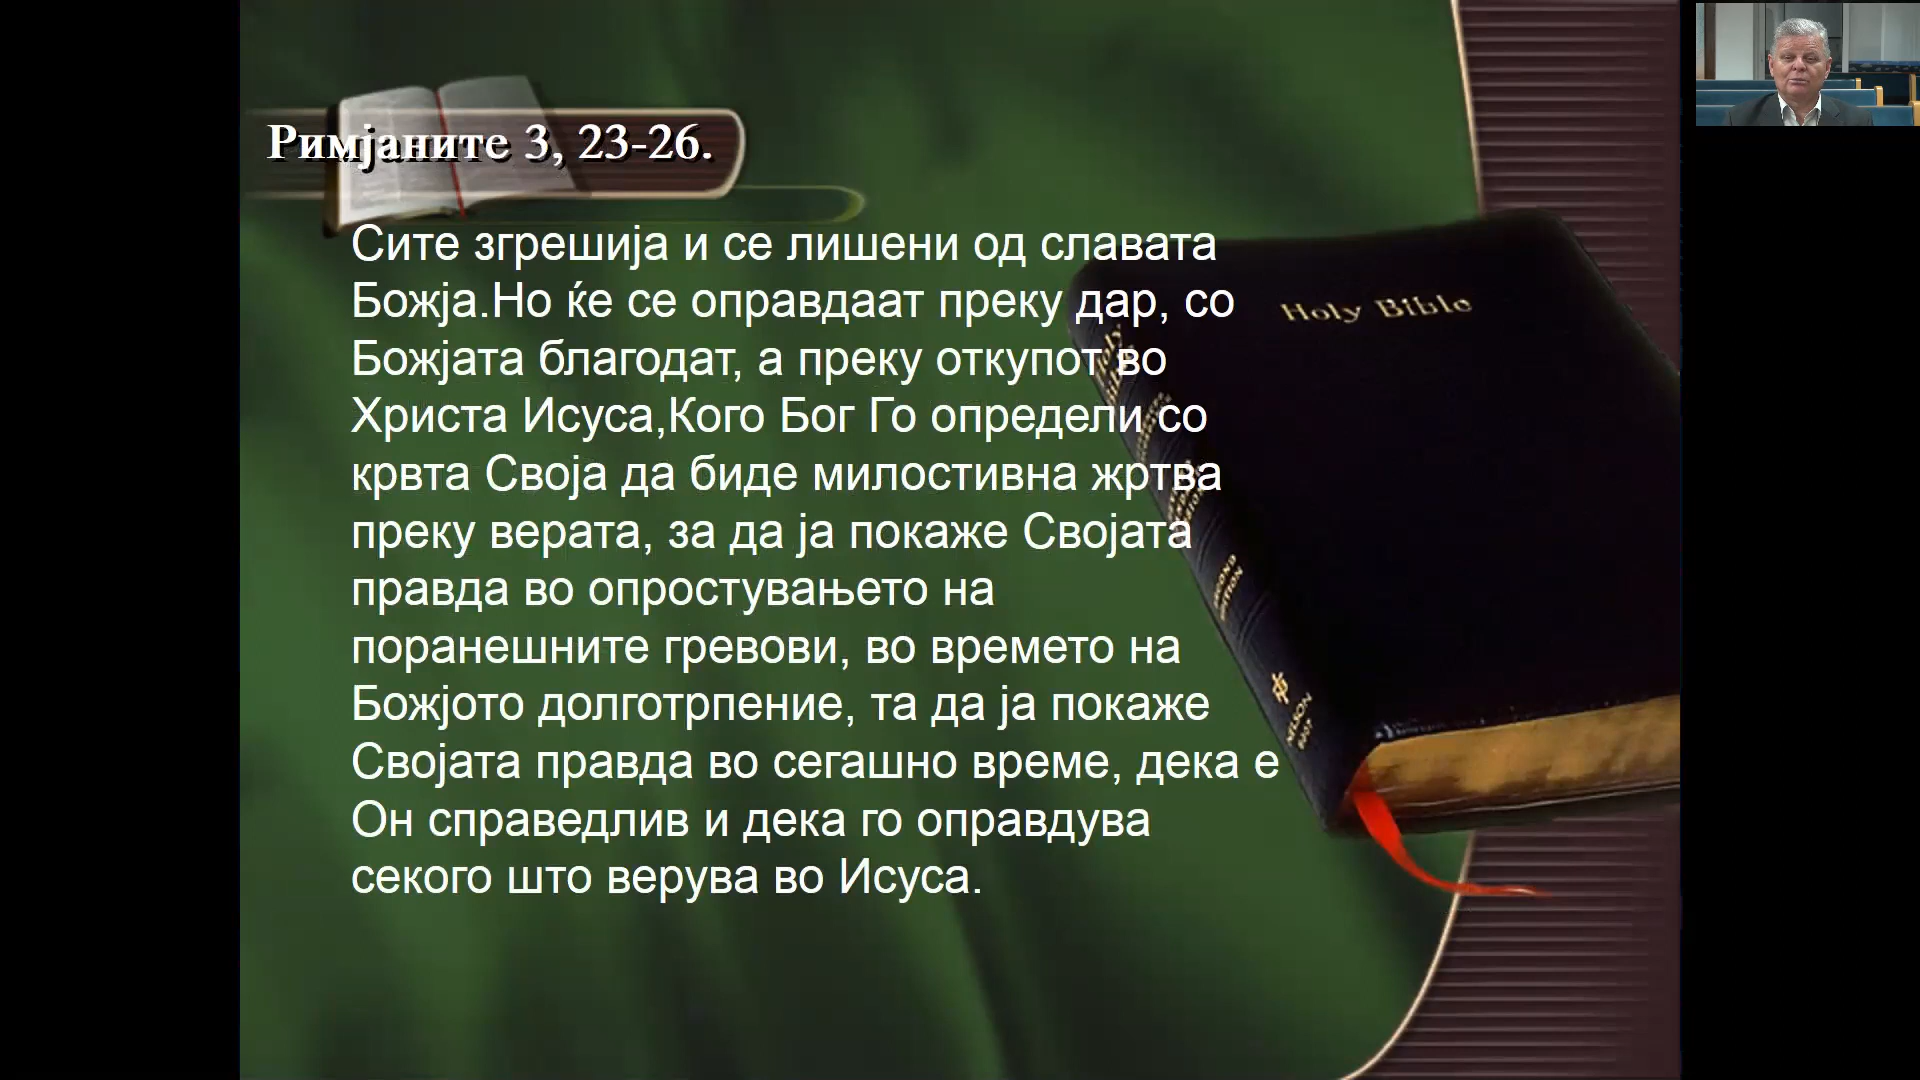 Римјаните 3, 23-26.
Сите згрешија и се лишени од славата
Божја.Но ќе се оправдаат преку дар, со
Божјата благодат, а преку откупот во
Христа Исуса,Кого Бог Го определи со
крвта Своја да биде милостивна жртва
преку верата, за да ја покаже Својата
правда во опростувањето на
поранешните гревови, во времето на
Божјото долготрпение, та да ја покаже
Својата правда во сегашно време, дека е
Он справедлив и дека го оправдува
секого што верува во Исуса.
Holy Bible
NELSON